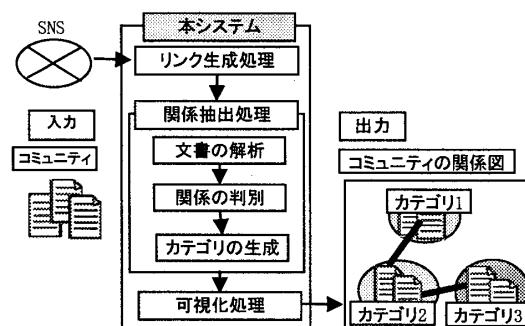 SNS
本システム
リンク生成処理
入力
コミュニティ
関係抽出処理
文書の解析
関係の判別
カテゴリの生成
可視化処理
出力
コミュニティの関係図
カテゴリ1
カテゴリ2
カテゴリ3